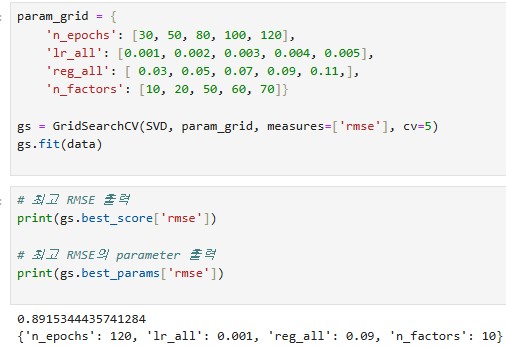 param_grid = {
'n_epochs': [30, 50, 80, 100, 120],
'lr_all': [0.001, 0.002, 0.003, 0.004, 0.005],
'reg_all': [ 0.03, 0.05, 0.07, 0.09, 0.11,],
'n_factors': [10, 20, 50, 60, 70]}
gs = GridSearchCV(SVD, param_grid, measures=['rmse'], cv=5)
gs.fit(data)
# 최고 RMSE 출력
print(gs.best_score['rmse'])
# 최고 RMSE의 parameter 출력
print(gs.best_params['rmse'])
0.8915344435741284
{'n_epochs': 120, 'lr_all': 0.001, 'reg_all': 0.09, 'n_factors': 10}